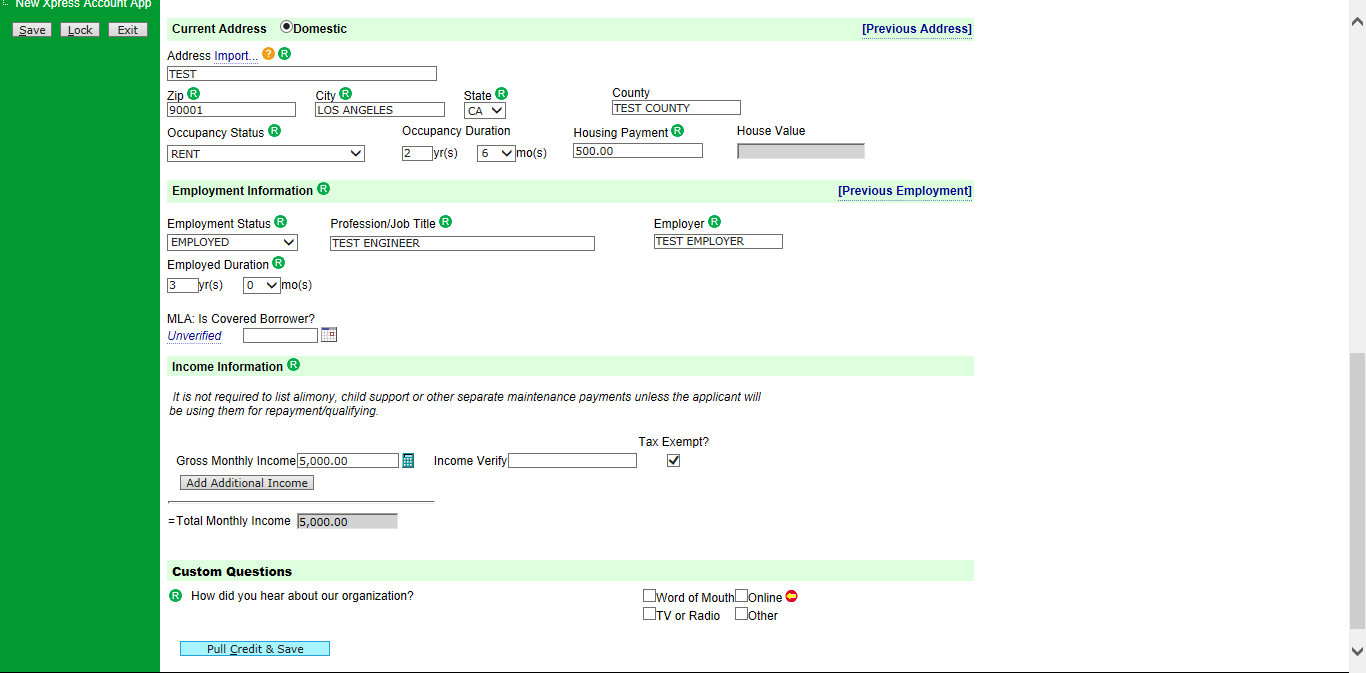 New Xpress Account App
Save Lock Exit
Current Address Domestic [Previous Address]
Address Import... ? R
TEST
Zip R City R State R County
90001 LOS ANGELES CA TEST COUNTY
Occupancy Status R Occupancy Duration Housing Payment R House Value
RENT 2 yr(s) 6 mo(s) 500.00
Employment Information R [Previous Employment]
Employment Status R Profession/Job Title R Employer R
EMPLOYED TEST ENGINEER TEST EMPLOYER
Employed Duration R
3 yr(s) 0 mo(s)
MLA: Is Covered Borrower?
Unverified
Income Information R
It is not required to list alimony, child support or other separate maintenance payments unless the applicant will
be using them for repayment/qualifying.
Tax Exempt?
Gross Monthly Income 5,000.00 Income Verify
Add Additional Income
=Total Monthly Income 5,000.00
Custom Questions
R How did you hear about our organization? Word of Mouth Online
TV or Radio Other
Pull Credit & Save